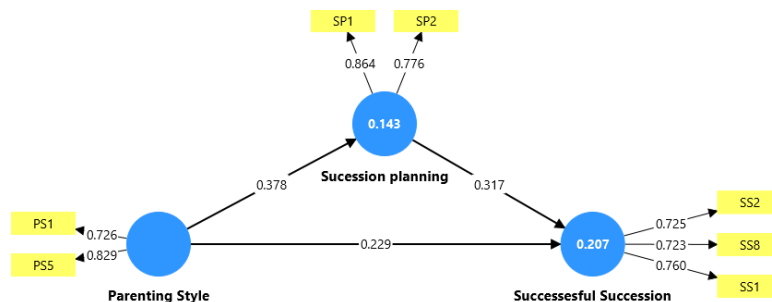 SP1 SP2
0.864 0.776
0.143
Sucession planning
0.378 0.317
PS1 0.726
PS5 0.829
0.229
0.207
SS2 0.725
SS8 0.723
SS1 0.760
Parenting Style
Successesful Succession